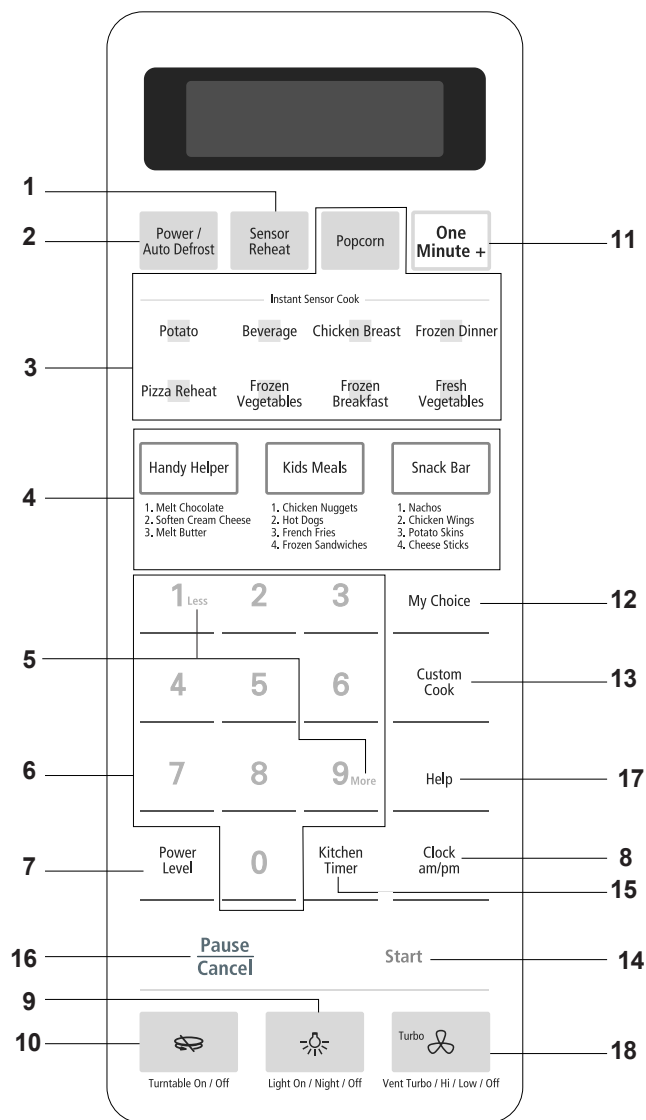 1
2
Power /
Auto Defrost
Sensor
Reheat
Popcorn
One
Minute +
11
Instant Sensor Cook
3
Potato
Beverage
Chicken Breast
Frozen Dinner
Pizza Reheat
Frozen
Vegetables
Frozen
Breakfast
Fresh
Vegetables
4
Handy Helper
1. Melt Chocolate
2. Soften Cream Cheese
3. Melt Butter
Kids Meals
1. Chicken Nuggets
2. Hot Dogs
3. French Fries
4. Frozen Sandwiches
Snack Bar
1. Nachos
2. Chicken Wings
3. Potato Skins
4. Cheese Sticks
1 Less
2
3
My Choice
12
5
4
5
6
Custom
Cook
13
6
7
8
9 More
Help
17
7
Power
Level
0
Kitchen
Timer
15
Clock
am/pm
8
16
Pause
Cancel
Start
14
9
10
Turntable On / Off
Light On / Night / Off
Turbo
Vent Turbo / Hi / Low / Off
18